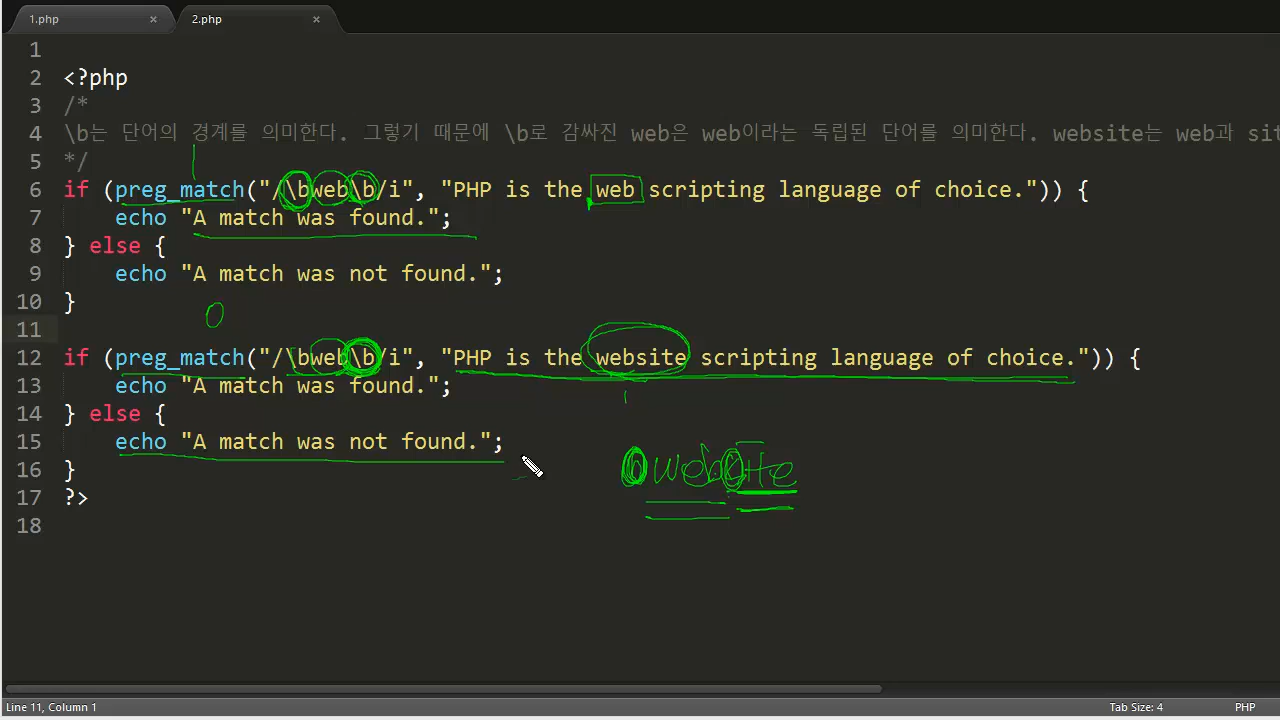 1.php × 2.php ×
1
2 <?php
3 /*
4 \b는 단어의 경계를 의미한다. 그렇기 때문에 \b로 감싸진 web은 web이라는 독립된 단어를 의미한다. website는 web과 sit
5 */
6 if (preg_match("/\bweb\b/i", "PHP is the web scripting language of choice.")) {
7 echo "A match was found.";
8 } else {
9 echo "A match was not found.";
10 }
0
11
12 if (preg_match("/\bweb\b/i", "PHP is the website scripting language of choice.")) {
13 echo "A match was found.";
14 } else {
15 echo "A match was not found.";
16 }
website
17 ?>
18
Line 11, Column 1 Tab Size: 4 PHP